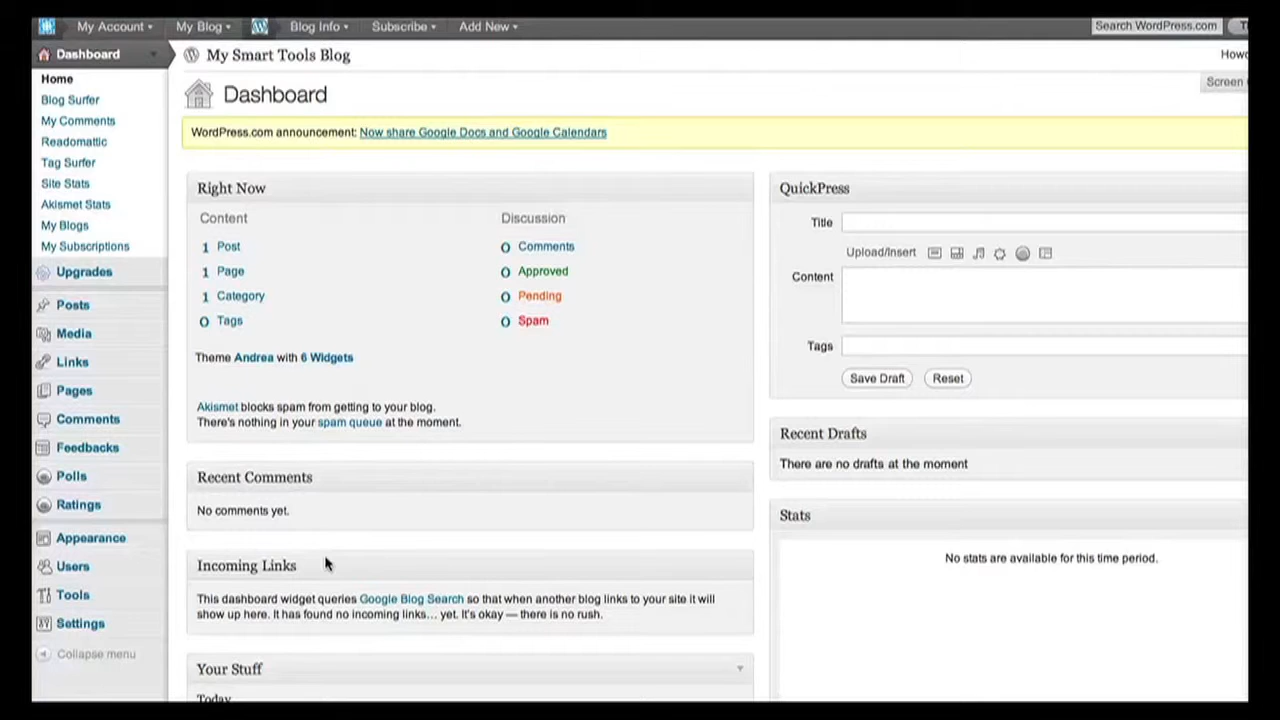 My Account My Blog Blog Info Subscribe Add New Search WordPress.com
Dashboard
Home
Blog Surfer
My Comments
Readomattic
Tag Surfer
Site Stats
Akismet Stats
My Blogs
My Subscriptions
Upgrades
Posts
Media
Links
Pages
Comments
Feedbacks
Polls
Ratings
Appearance
Users
Tools
Settings
Collapse menu
My Smart Tools Blog
Dashboard
Screen
WordPress.com announcement: Now share Google Docs and Google Calendars
Right Now
Content
1 Post
1 Page
1 Category
0 Tags
Discussion
0 Comments
0 Approved
0 Pending
0 Spam
Theme Andrea with 6 Widgets
Akismet blocks spam from getting to your blog.
There's nothing in your spam queue at the moment.
Recent Comments
No comments yet.
Incoming Links
This dashboard widget queries Google Blog Search so that when another blog links to your site it will
show up here. It has found no incoming links... yet. It's okay — there is no rush.
Your Stuff
Today
QuickPress
Title
Upload/Insert
Content
Tags
Save Draft Reset
Recent Drafts
There are no drafts at the moment
Stats
No stats are available for this time period.